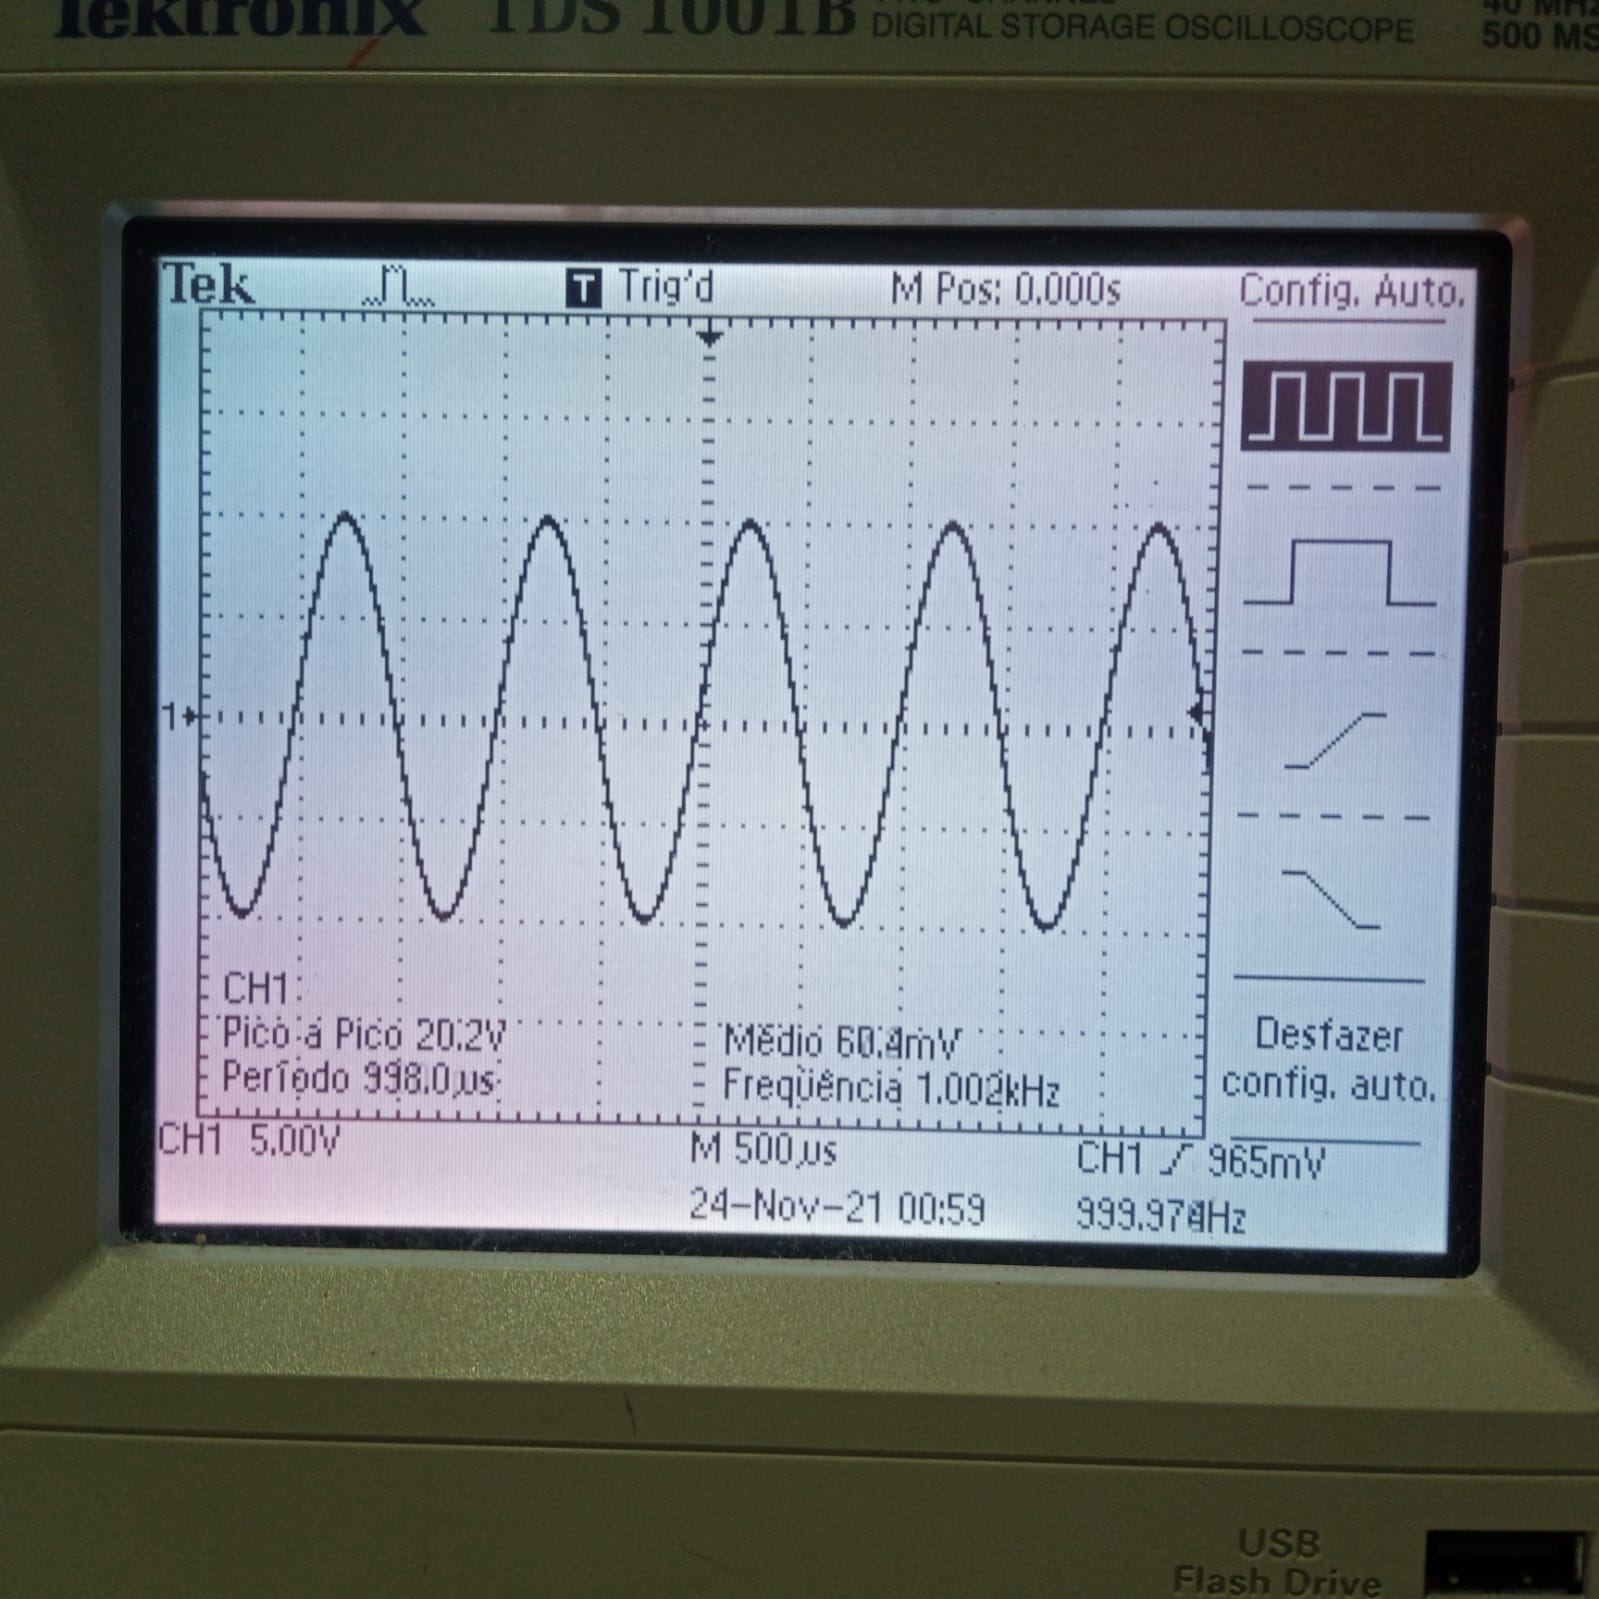 Tektronix TDS 1001B
DIGITAL STORAGE OSCILLOSCOPE
40 MHz
500 MS
Tek T Trig'd M Pos: 0.000s Config. Auto.
1
CH1
Pico a Pico 20.2V Médio 60.4mV
Período 998.0µs Freqüência 1.002kHz
Desfazer
config. auto.
CH1 5.00V M 500µs CH1 965mV
24-Nov-21 00:59
USB
Flash Drive